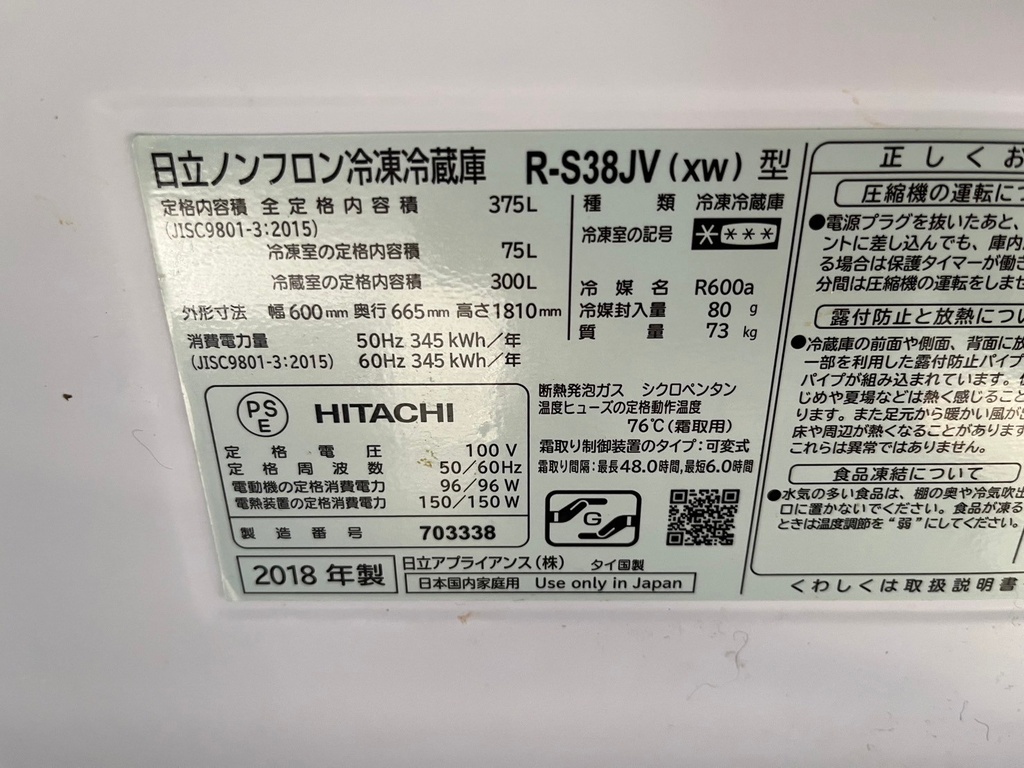 日立ノンフロン冷凍冷蔵庫 R-S38JV(XW)型
定格内容積 全定格内容積 375L
(JISC9801-3:2015)
冷凍室の定格内容積 75L
冷蔵室の定格内容積 300L
外形寸法 幅600mm 奥行665mm 高さ1810mm
消費電力量 50Hz 345kWh/年
(JISC9801-3:2015) 60Hz 345kWh/年
種類 冷凍冷蔵庫
冷凍室の記号 ****
冷媒名 R600a
冷媒封入量 80g
質量 73kg
PSE HITACHI
定格電圧 100V
定格周波数 50/60Hz
電動機の定格消費電力 96/96W
電熱装置の定格消費電力 150/150W
製造番号 703338
断熱発泡ガス シクロペンタン
温度ヒューズの定格動作温度
76℃(霜取用)
霜取り制御装置のタイプ:可変式
霜取り間隔:最長48.0時間,最短6.0時間
G
2018年製
日立アプライアンス(株) タイ国製
日本国内家庭用 Use only in Japan
正しくお
圧縮機の運転につ
●電源プラグを抜いたあと、
ントに差し込んでも、庫内
る場合は保護タイマーが働き
分間は圧縮機の運転をしませ
露付防止と放熱につい
●冷蔵庫の前面や側面、背面に放
一部を利用した露付防止パイプ
パイプが組み込まれています。使
じめや夏場などは熱く感じること
ります。また足元から暖かい風が出
床や周辺が熱くなることがあります
これらは異常ではありません。
食品凍結について
●水気の多い食品は、棚の奥や冷気吹出
口に置かないでください。食品が凍る
ときは温度調節を“弱”にしてください。
くわしくは取扱説明書